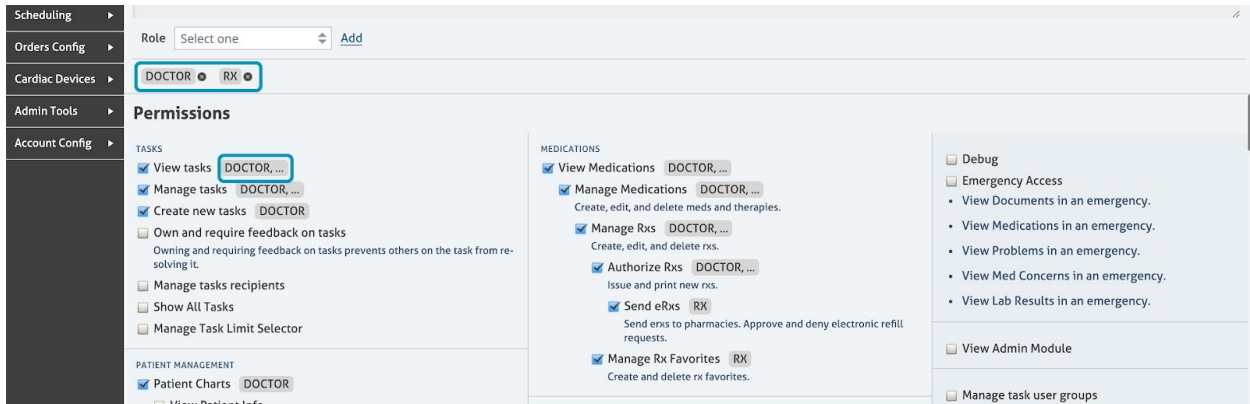 Scheduling
Orders Config
Cardiac Devices
Admin Tools
Account Config
Role Select one Add
DOCTOR RX
Permissions
TASKS
View tasks DOCTOR, ...
Manage tasks DOCTOR, ...
Create new tasks DOCTOR
Own and require feedback on tasks
Owning and requiring feedback on tasks prevents others on the task from re-
solving it.
Manage tasks recipients
Show All Tasks
Manage Task Limit Selector
PATIENT MANAGEMENT
Patient Charts DOCTOR
View Patient Info
MEDICATIONS
View Medications DOCTOR, ...
Manage Medications DOCTOR, ...
Create, edit, and delete meds and therapies.
Manage Rxs DOCTOR, ...
Create, edit, and delete rxs.
Authorize Rxs DOCTOR, ...
Issue and print new rxs.
Send eRxs RX
Send erxs to pharmacies. Approve and deny electronic refill
requests.
Manage Rx Favorites RX
Create and delete rx favorites.
Debug
Emergency Access
• View Documents in an emergency.
• View Medications in an emergency.
• View Problems in an emergency.
• View Med Concerns in an emergency.
• View Lab Results in an emergency.
View Admin Module
Manage task user groups